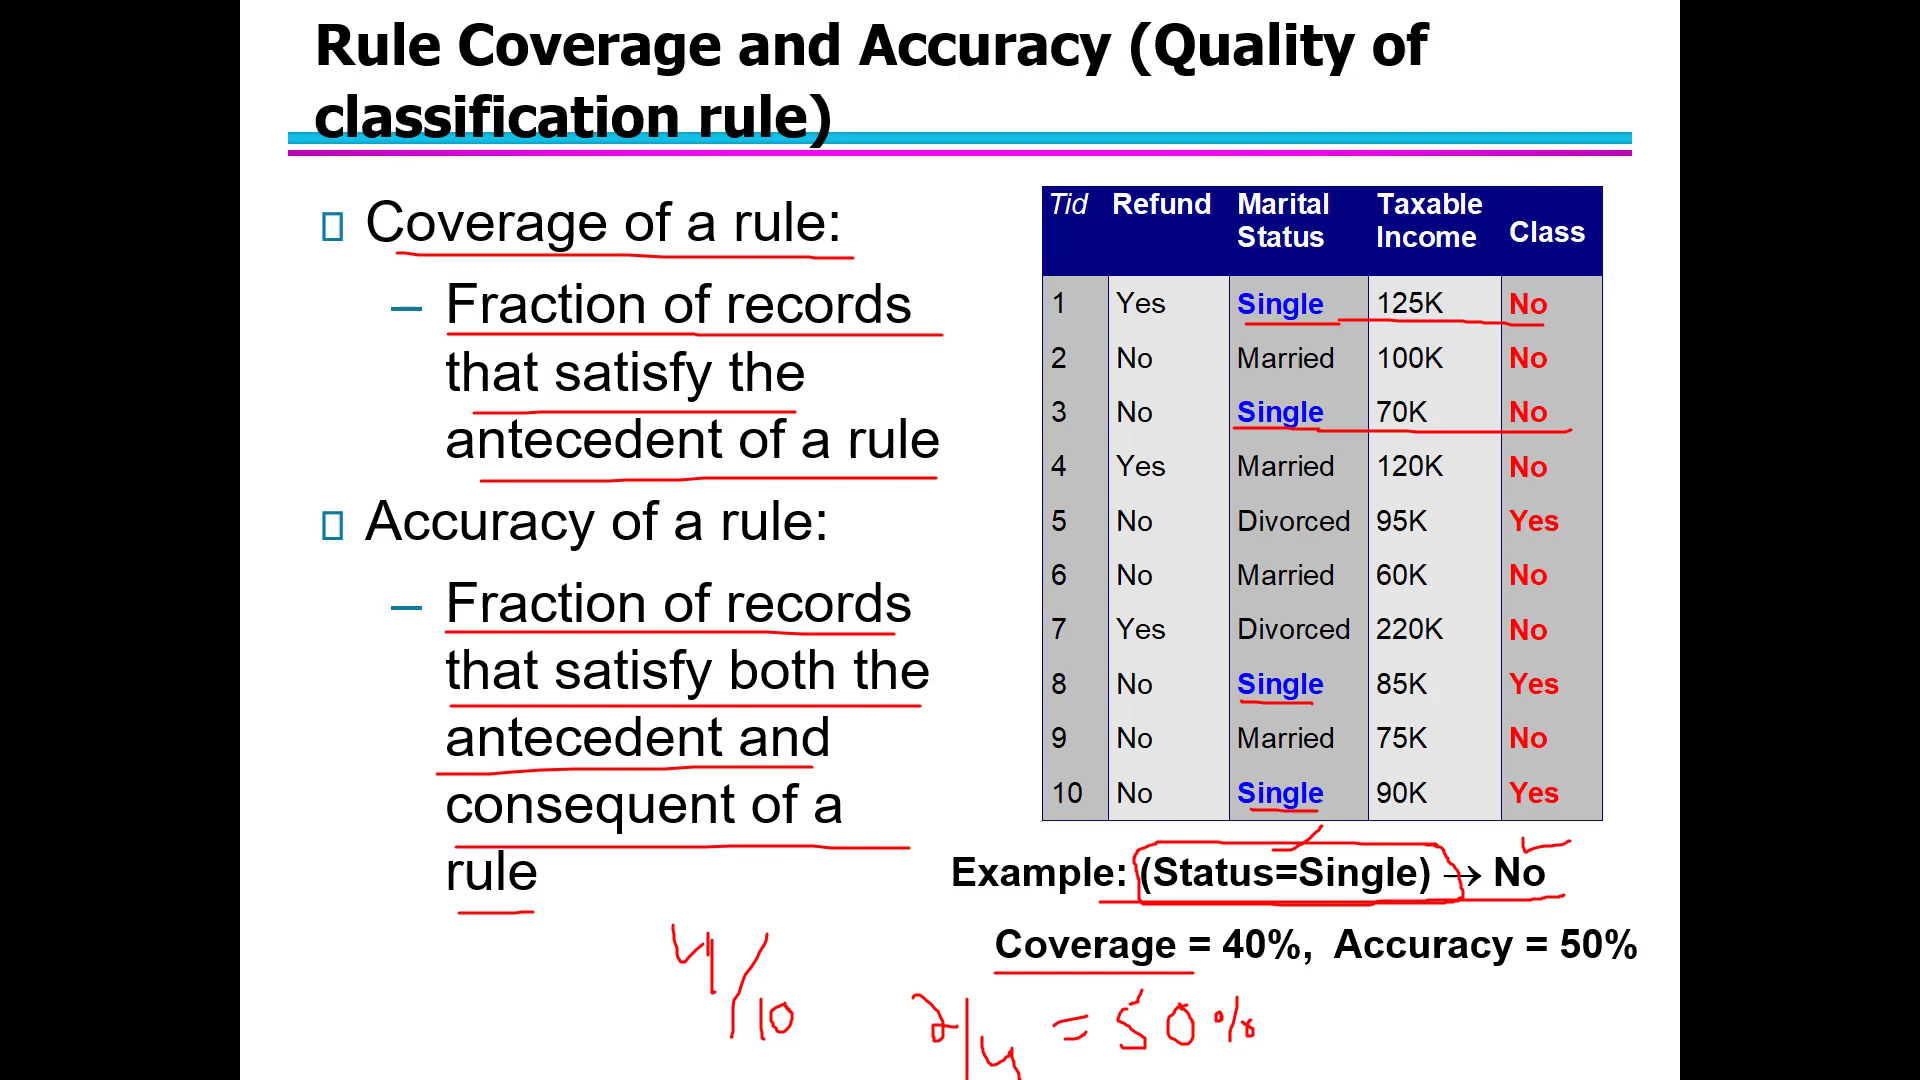 Rule Coverage and Accuracy (Quality of
classification rule)
Coverage of a rule:
– Fraction of records
that satisfy the
antecedent of a rule
Accuracy of a rule:
– Fraction of records
that satisfy both the
antecedent and
consequent of a
rule
Tid Refund Marital Status Taxable Income Class
1 Yes Single 125K No
2 No Married 100K No
3 No Single 70K No
4 Yes Married 120K No
5 No Divorced 95K Yes
6 No Married 60K No
7 Yes Divorced 220K No
8 No Single 85K Yes
9 No Married 75K No
10 No Single 90K Yes
Example: (Status=Single) → No
Coverage = 40%, Accuracy = 50%
4/10
2/4 = 50%